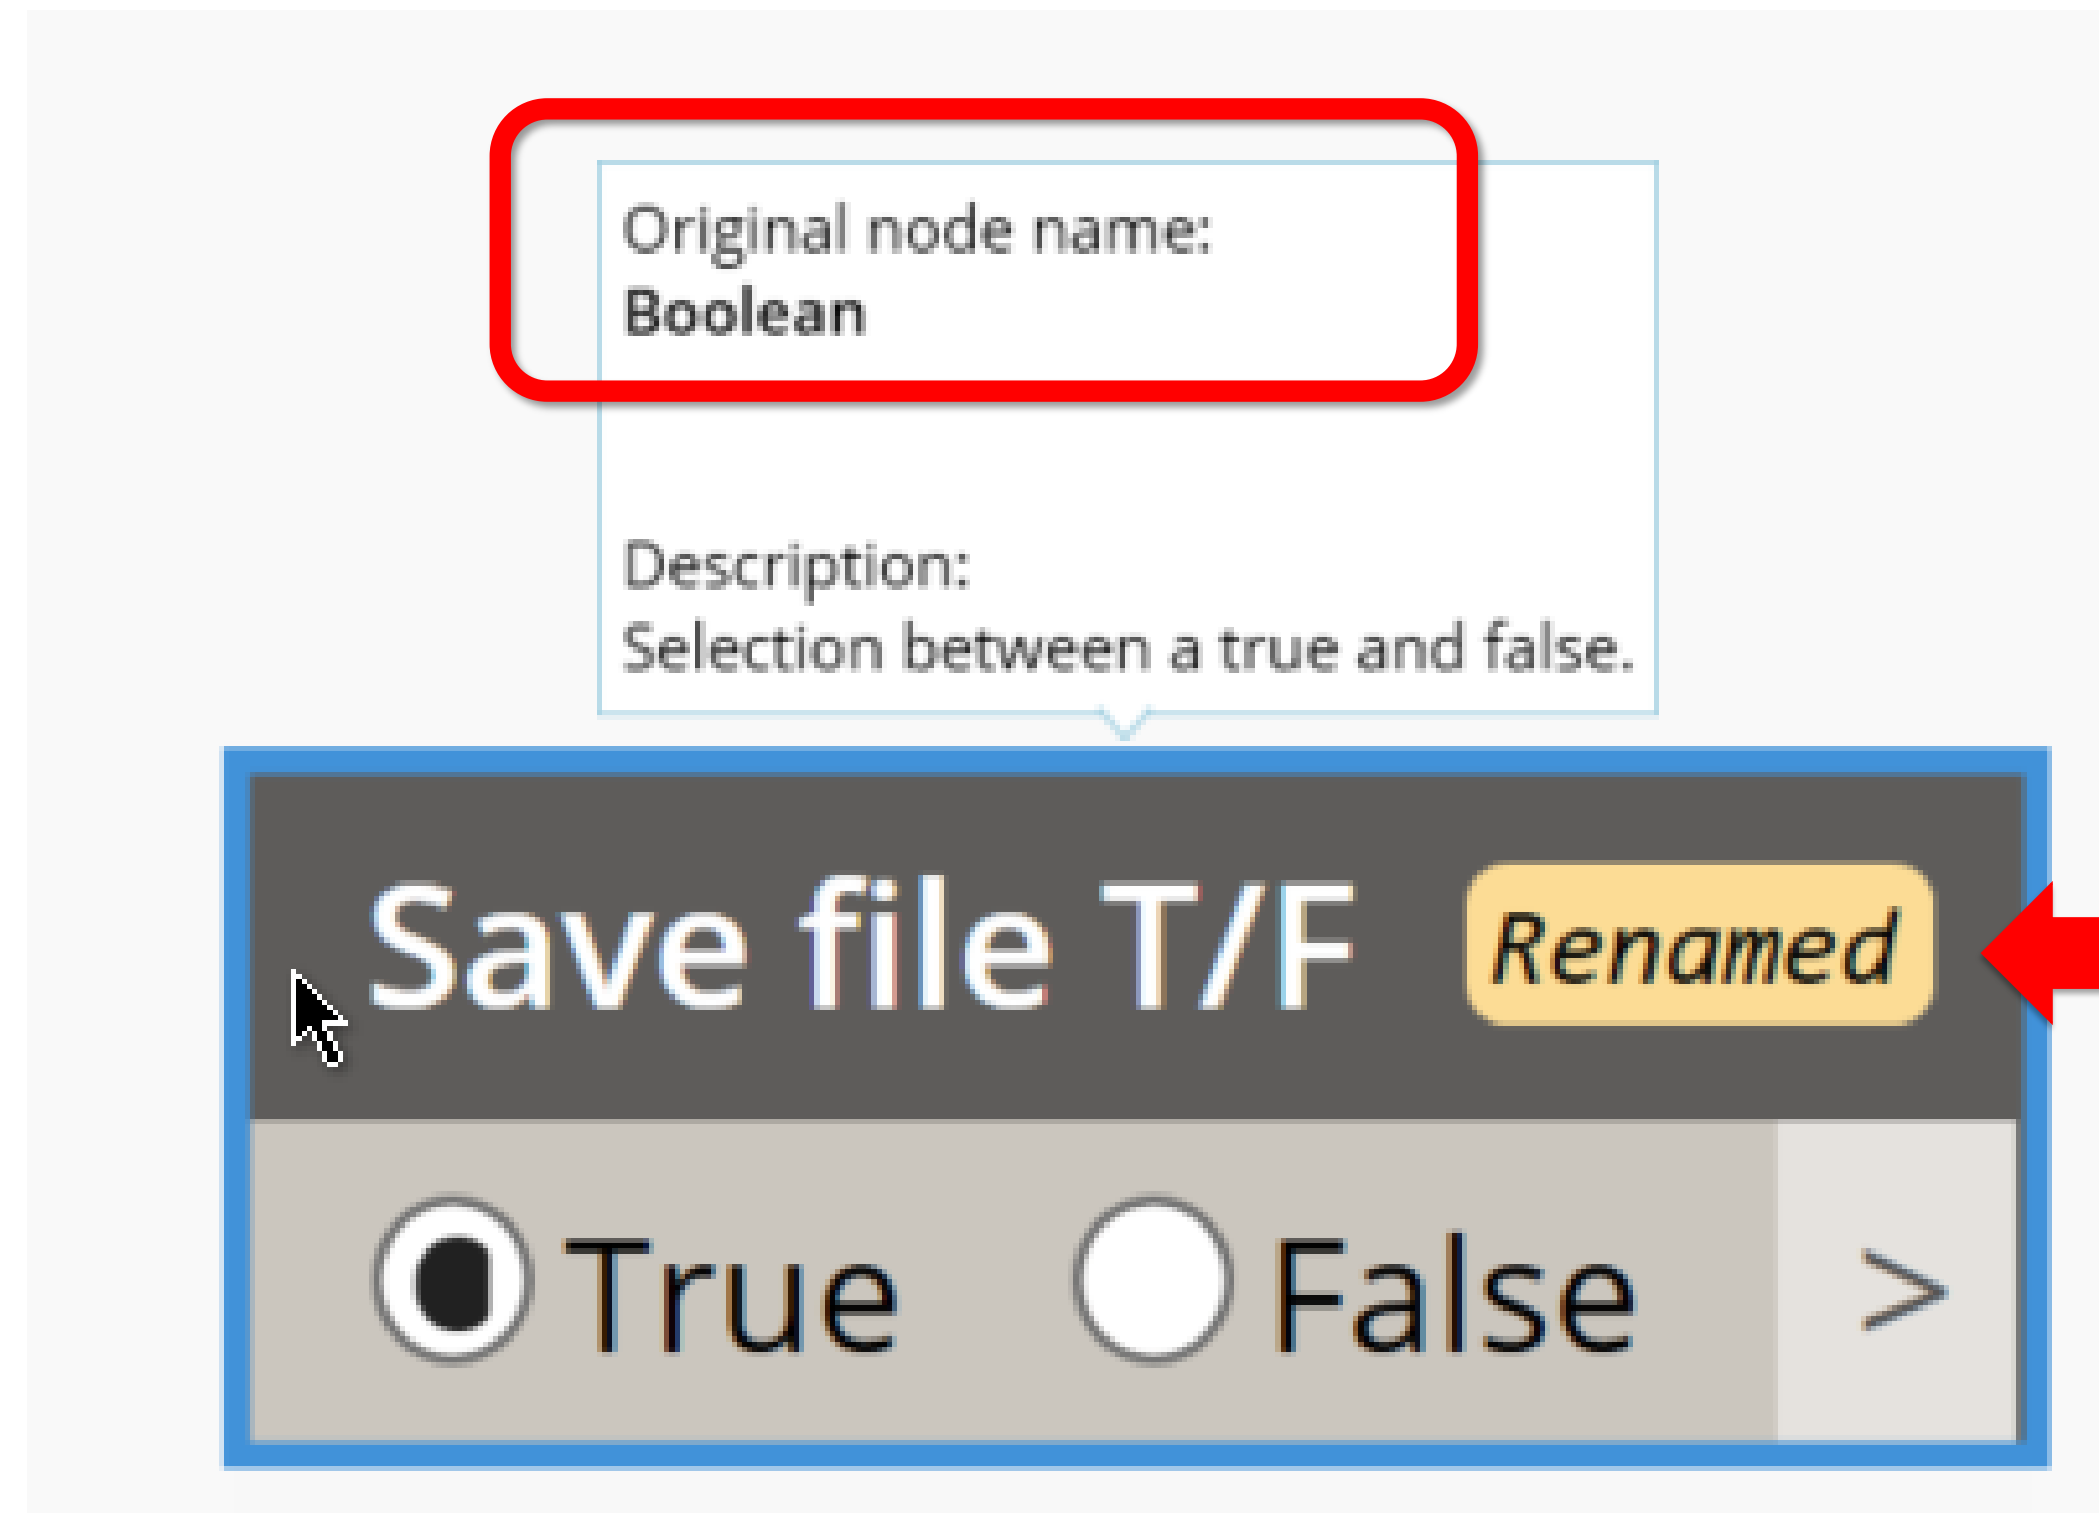 Original node name:
Boolean
Description:
Selection between a true and false.
Save file T/F Renamed
True False >